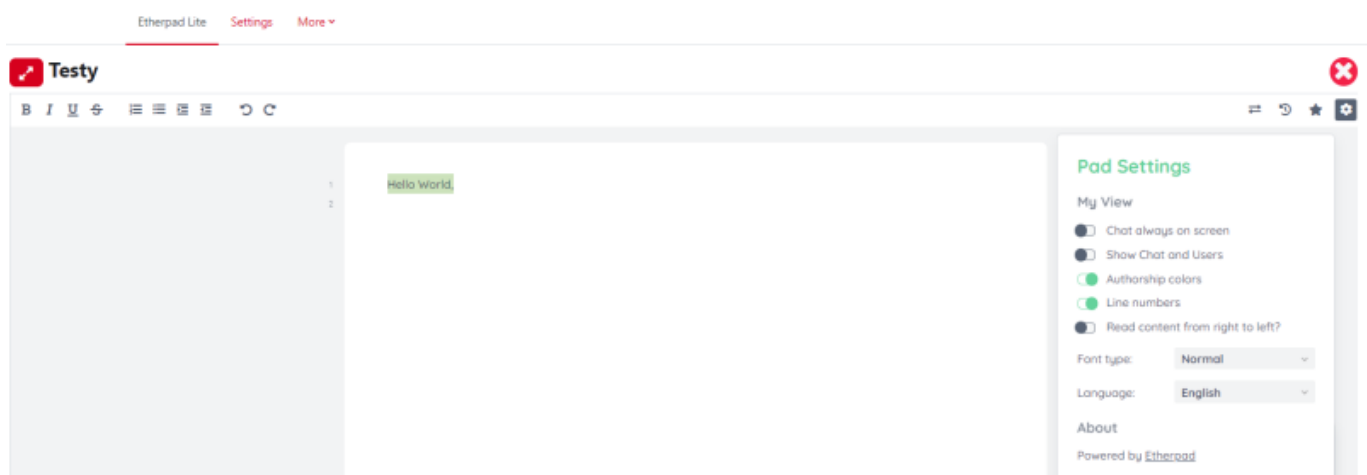 Etherpad Lite Settings More
Testy
B I U S
Pad Settings
1 Hello World,
2
My View
Chat always on screen
Show Chat and Users
Authorship colors
Line numbers
Read content from right to left?
Font type: Normal
Language: English
About
Powered by Etherpad